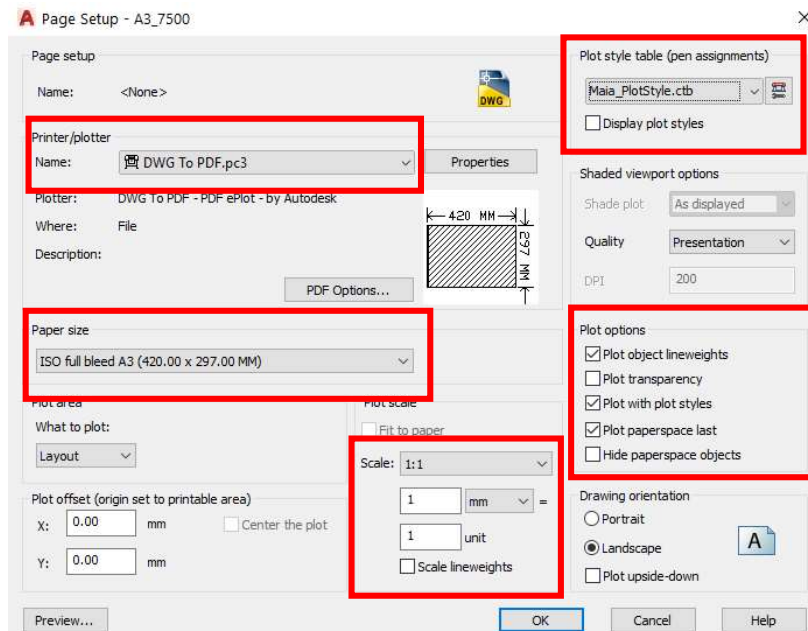 Page Setup - A3_7500
Page setup
Name: <None>
DWG
Printer/plotter
Name: DWG To PDF.pc3
Properties
Plotter: DWG To PDF - PDF ePlot - by Autodesk
Where: File
Description:
420 MM
297 MM
PDF Options...
Paper size
ISO full bleed A3 (420.00 x 297.00 MM)
Plot area
What to plot:
Layout
Plot scale
Fit to paper
Scale: 1:1
1 mm =
1 unit
Scale lineweights
Plot offset (origin set to printable area)
X: 0.00 mm
Center the plot
Y: 0.00 mm
Plot style table (pen assignments)
Maia_PlotStyle.ctb
Display plot styles
Shaded viewport options
Shade plot As displayed
Quality Presentation
DPI 200
Plot options
Plot object lineweights
Plot transparency
Plot with plot styles
Plot paperspace last
Hide paperspace objects
Drawing orientation
Portrait
Landscape
A
Plot upside-down
Preview...
OK
Cancel
Help